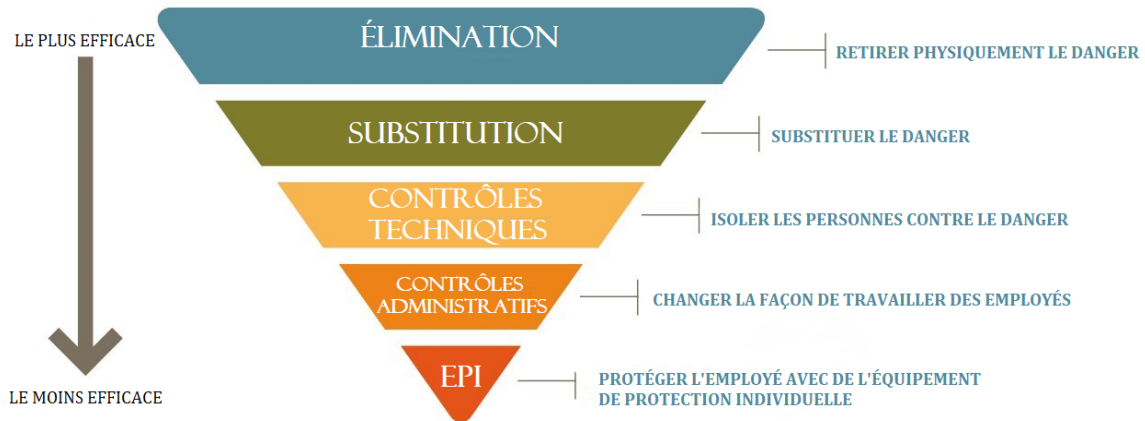 LE PLUS EFFICACE
ÉLIMINATION
RETIRER PHYSIQUEMENT LE DANGER
SUBSTITUTION
SUBSTITUER LE DANGER
CONTRÔLES
TECHNIQUES
ISOLER LES PERSONNES CONTRE LE DANGER
CONTRÔLES
ADMINISTRATIFS
CHANGER LA FAÇON DE TRAVAILLER DES EMPLOYÉS
EPI
PROTÉGER L'EMPLOYÉ AVEC DE L'ÉQUIPEMENT
DE PROTECTION INDIVIDUELLE
LE MOINS EFFICACE